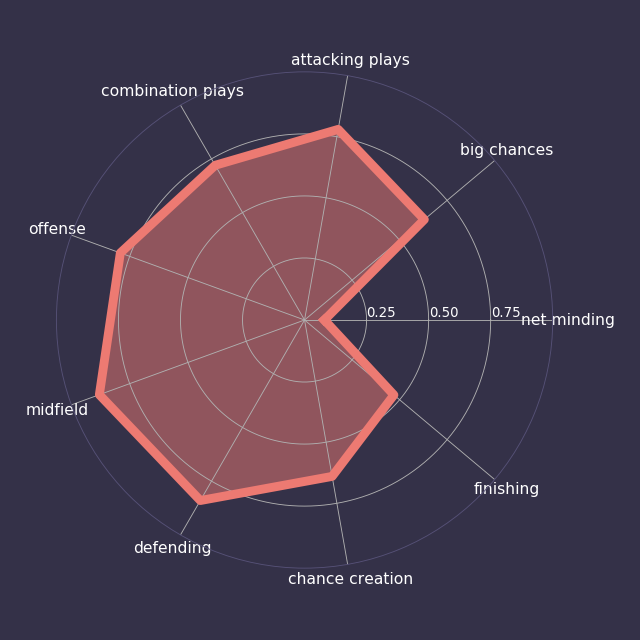 attacking plays
combination plays
big chances
offense
0.25
0.50
0.75
net minding
midfield
finishing
defending
chance creation